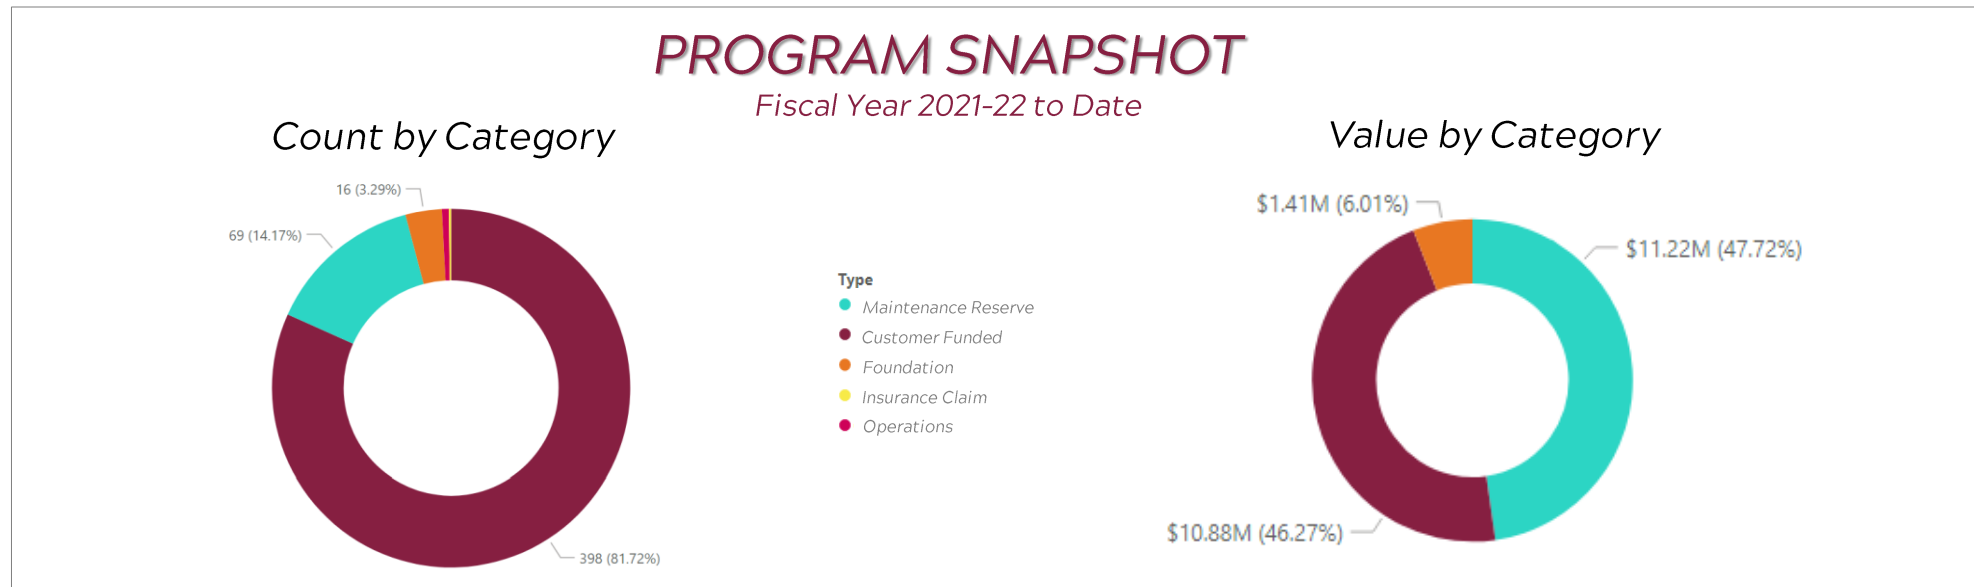 PROGRAM SNAPSHOT
Fiscal Year 2021-22 to Date
Count by Category
16 (3.29%)
69 (14.17%)
398 (81.72%)
Type
Maintenance Reserve
Customer Funded
Foundation
Insurance Claim
Operations
Value by Category
$1.41M (6.01%)
$11.22M (47.72%)
$10.88M (46.27%)